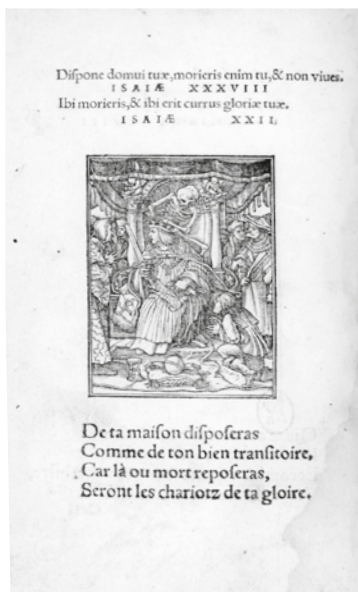 Dispone domui tuæ, morieris enim tu, & non viues.
ISAIÆ XXXVIII
Ibi morieris, & ibi erit currus gloriæ tuæ.
ISAIÆ XXII.
De ta maison disposeras
Comme de ton bien transitoire,
Car là ou mort reposeras,
Seront les chariotz de ta gloire.